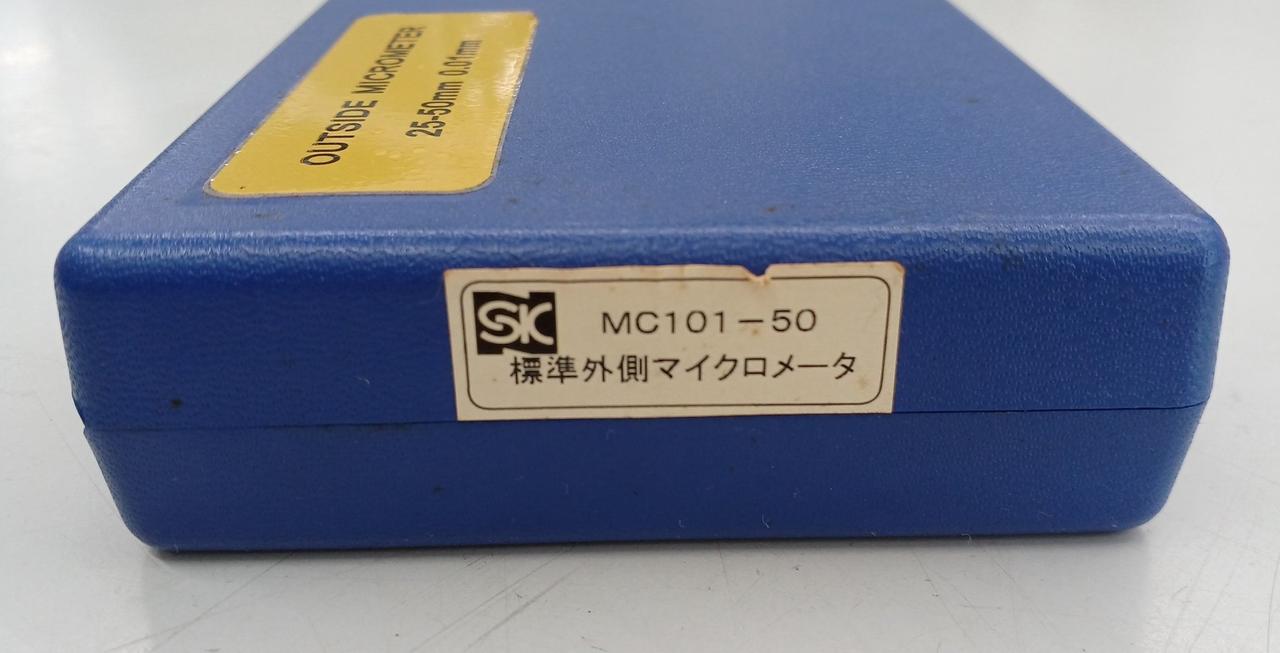 OUTSIDE MICROMETER
25-50mm 0.01mm
SK MC101-50
標準外側マイクロメータ